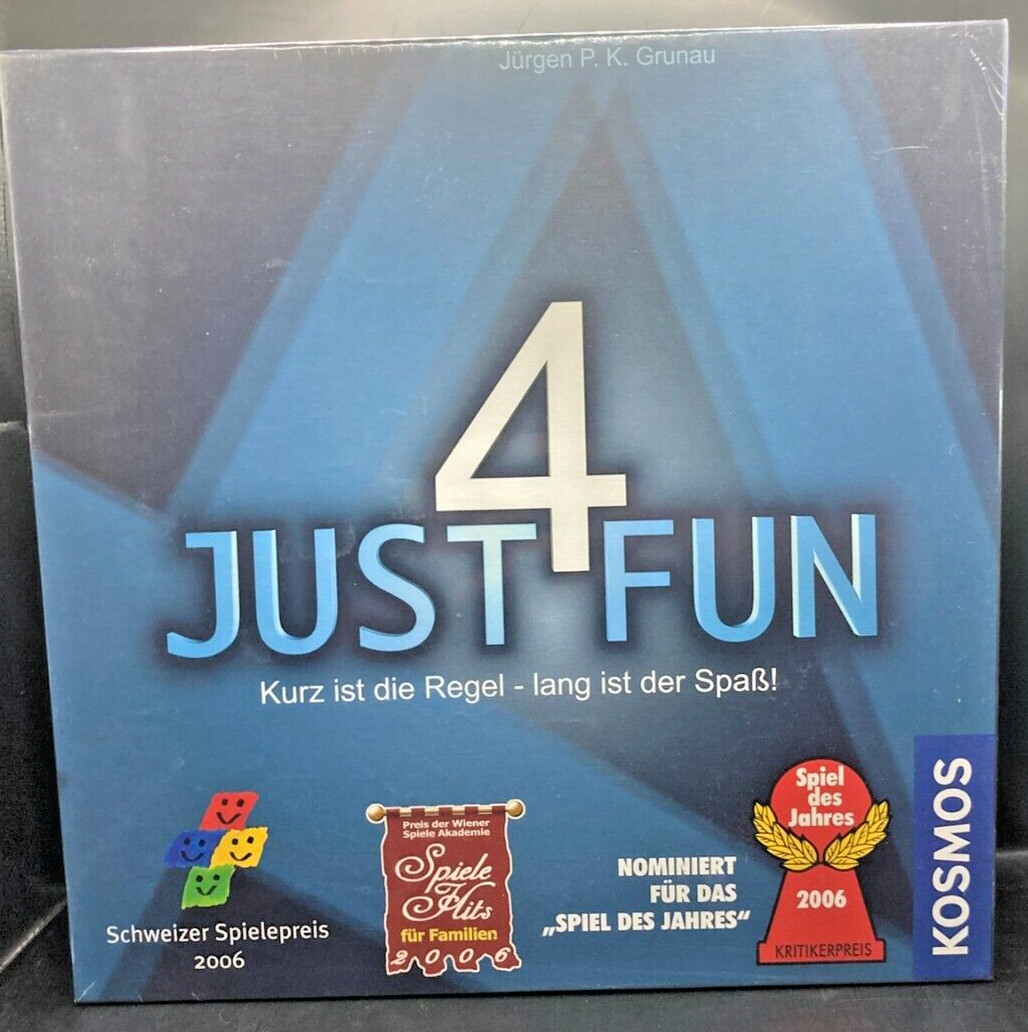 Jürgen P. K. Grunau
4
JUST FUN
Kurz ist die Regel - lang ist der Spaß!
Schweizer Spielepreis
2006
Preis der Wiener
Spiele Akademie
Spiele
Hits
für Familien
2006
NOMINIERT
FÜR DAS
„SPIEL DES JAHRES“
Spiel
des
Jahres
2006
KRITIKERPREIS
KOSMOS